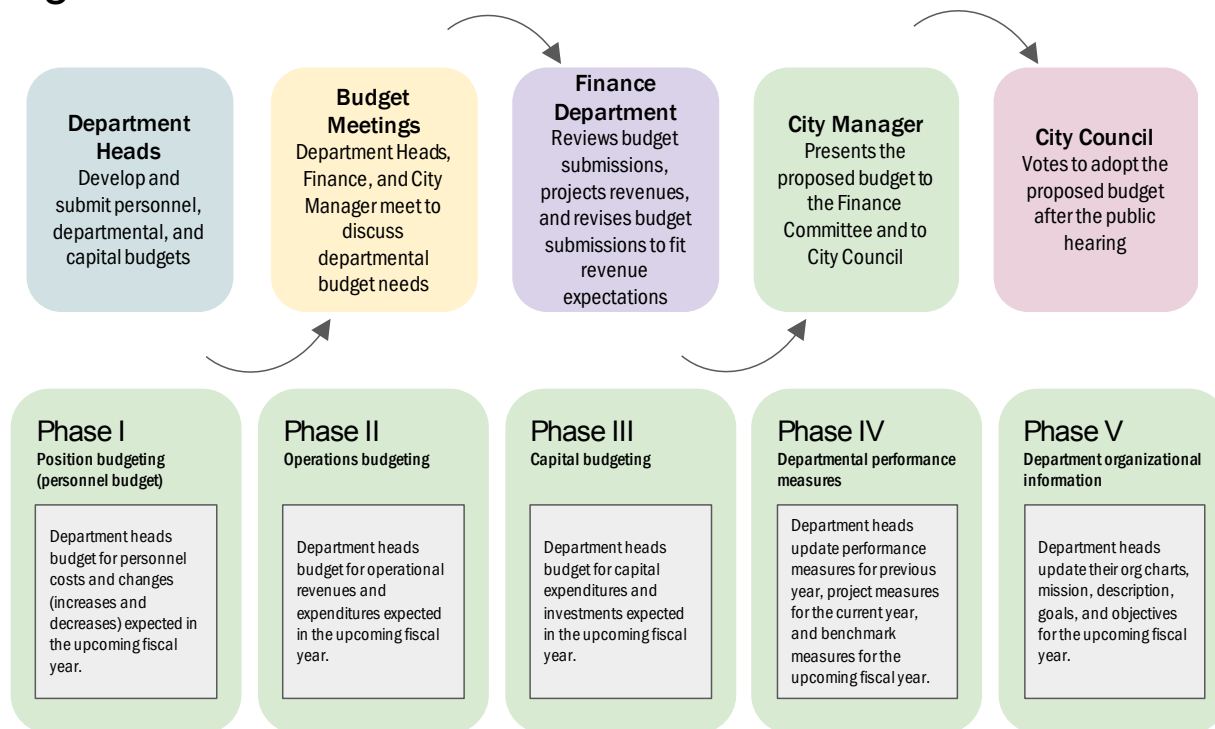 Department
Heads
Develop and
submit personnel,
departmental, and
capital budgets
Budget
Meetings
Department Heads,
Finance, and City
Manager meet to
discuss
departmental
budget needs
Finance
Department
Reviews budget
submissions,
projects revenues,
and revises budget
submissions to fit
revenue
expectations
City Manager
Presents the
proposed budget to
the Finance
Committee and to
City Council
City Council
Votes to adopt the
proposed budget
after the public
hearing
Phase I
Position budgeting
(personnel budget)
Department heads
budget for personnel
costs and changes
(increases and
decreases) expected in
the upcoming fiscal
year.
Phase II
Operations budgeting
Department heads
budget for operational
revenues and
expenditures expected
in the upcoming fiscal
year.
Phase III
Capital budgeting
Department heads
budget for capital
expenditures and
investments expected
in the upcoming fiscal
year.
Phase IV
Departmental performance
measures
Department heads
update performance
measures for previous
year, project measures
for the current year,
and benchmark
measures for the
upcoming fiscal year.
Phase V
Department organizational
information
Department heads
update their org charts,
mission, description,
goals, and objectives
for the upcoming fiscal
year.